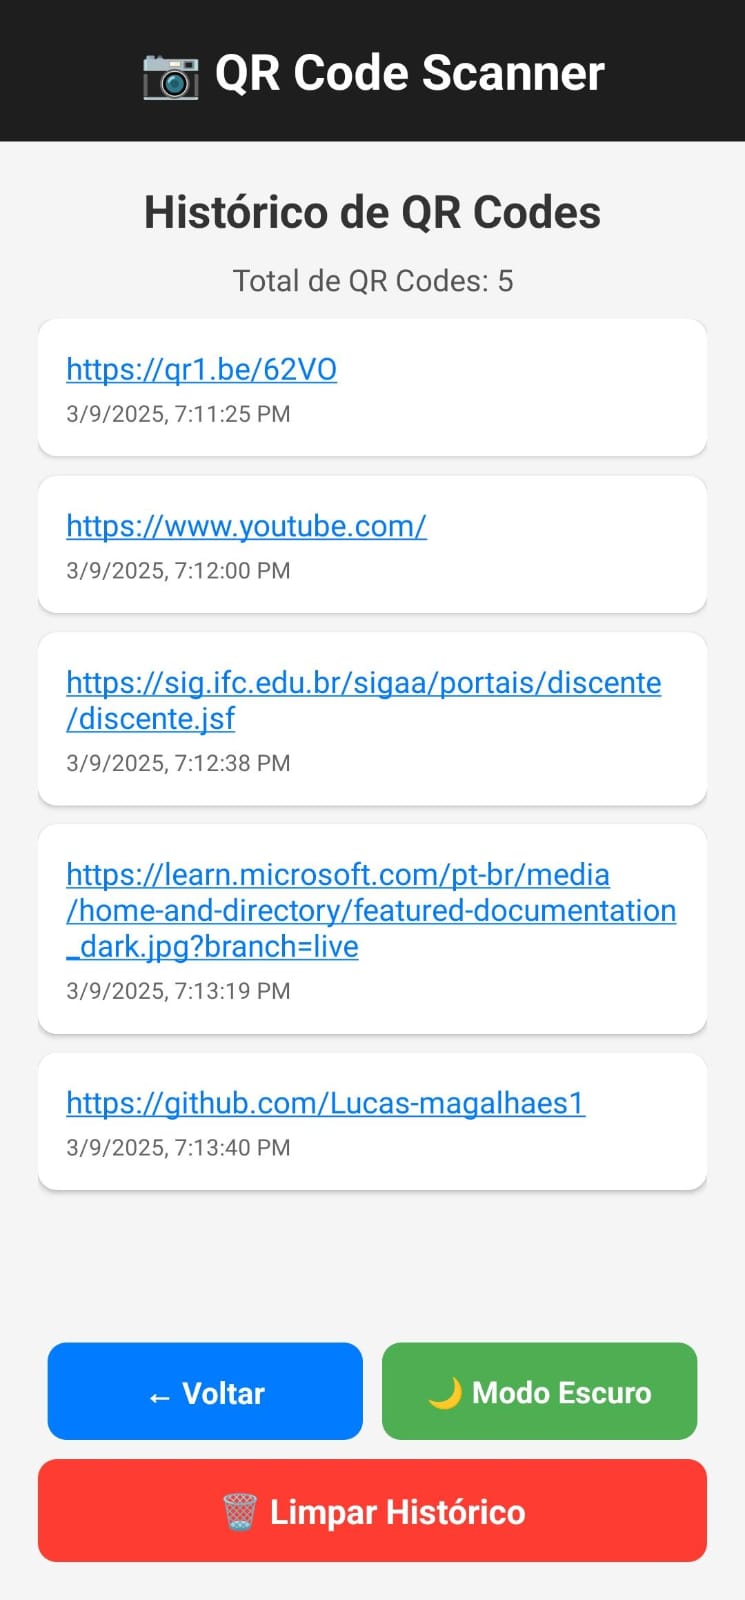 📷 QR Code Scanner
Histórico de QR Codes
Total de QR Codes: 5
https://qr1.be/62VO
3/9/2025, 7:11:25 PM
https://www.youtube.com/
3/9/2025, 7:12:00 PM
https://sig.ifc.edu.br/sigaa/portais/discente
/discente.jsf
3/9/2025, 7:12:38 PM
https://learn.microsoft.com/pt-br/media
/home-and-directory/featured-documentation
_dark.jpg?branch=live
3/9/2025, 7:13:19 PM
https://github.com/Lucas-magalhaes1
3/9/2025, 7:13:40 PM
← Voltar
🌙 Modo Escuro
🗑️ Limpar Histórico